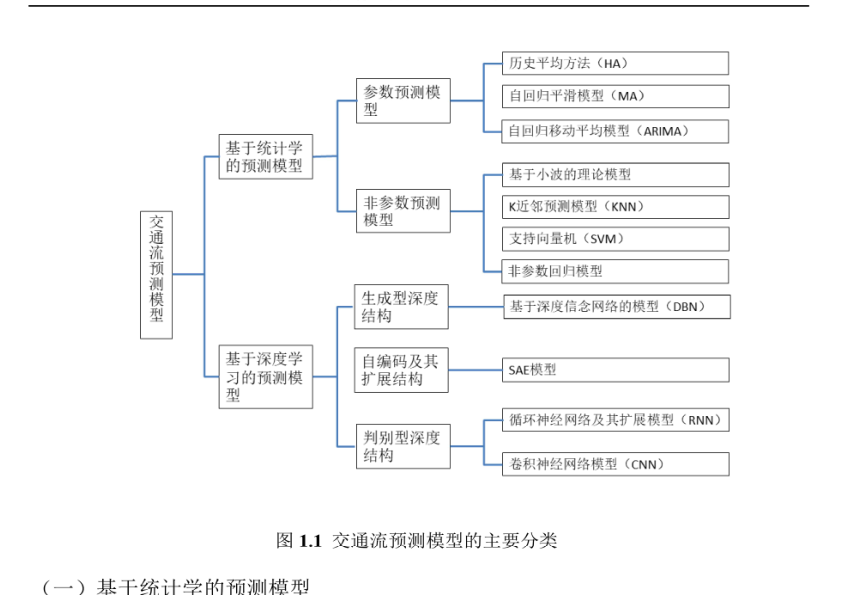 交通流预测模型
基于统计学
的预测模型
参数预测模
型
历史平均方法（HA）
自回归平滑模型（MA）
自回归移动平均模型（ARIMA）
非参数预测
模型
基于小波的理论模型
K近邻预测模型（KNN）
支持向量机（SVM）
非参数回归模型
基于深度学
习的预测模
型
生成型深度
结构
基于深度信念网络的模型（DBN）
自编码及其
扩展结构
SAE模型
判别型深度
结构
循环神经网络及其扩展模型（RNN）
卷积神经网络模型（CNN）
图 1.1 交通流预测模型的主要分类
（一）基于统计学的预测模型